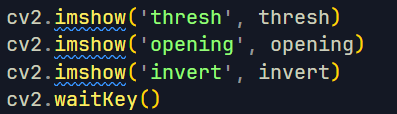 cv2.imshow('thresh', thresh)
cv2.imshow('opening', opening)
cv2.imshow('invert', invert)
cv2.waitKey()